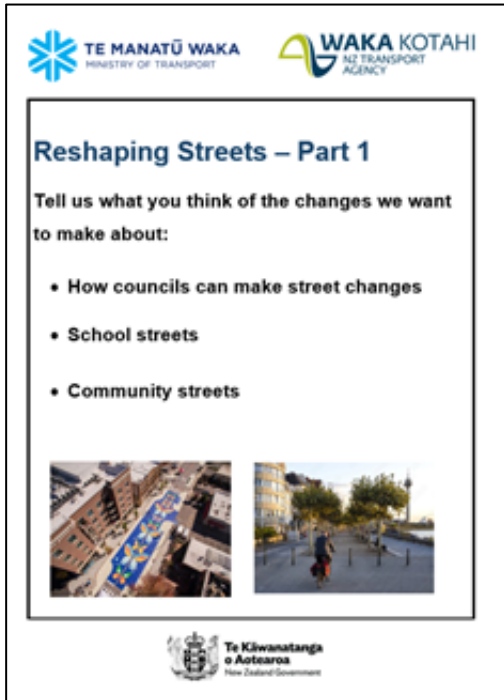 TE MANATŪ WAKA
MINISTRY OF TRANSPORT
WAKA KOTAHI
NZ TRANSPORT
AGENCY
Reshaping Streets – Part 1
Tell us what you think of the changes we want
to make about:
• How councils can make street changes
• School streets
• Community streets
Te Kāwanatanga
o Aotearoa
New Zealand Government